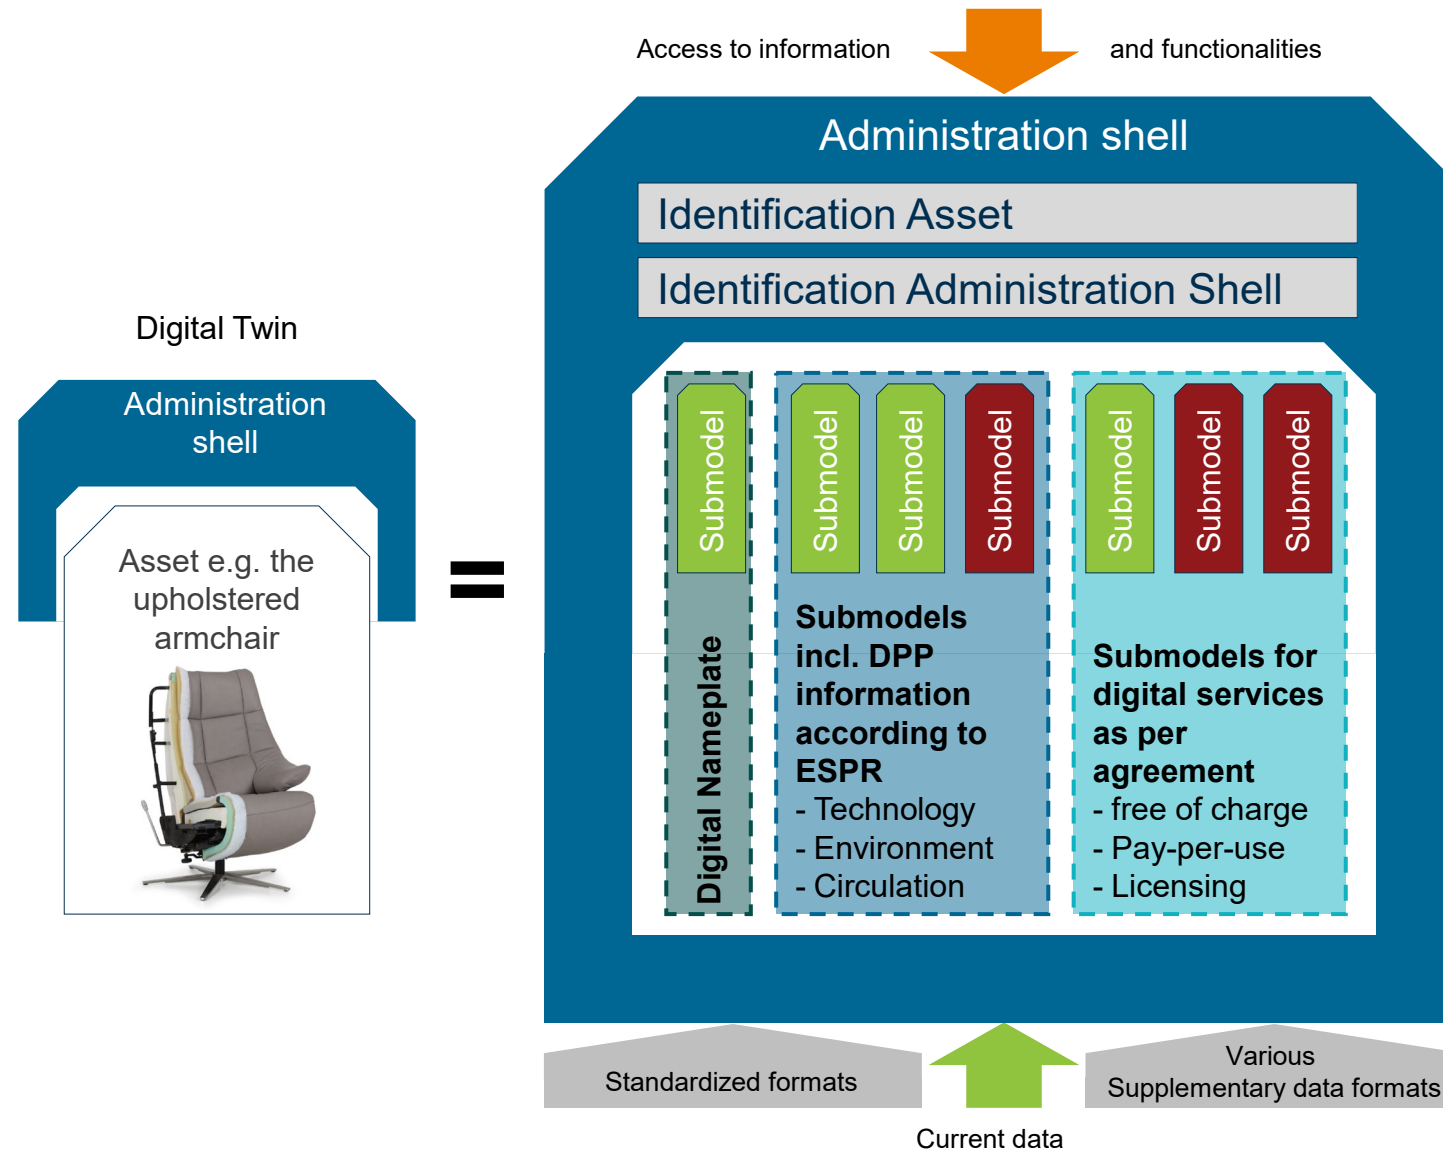 Access to information
and functionalities
Administration shell
Identification Asset
Identification Administration Shell
Digital Twin
Administration
shell
Asset e.g. the
upholstered
armchair
=
Submodel
Digital Nameplate
Submodel
Submodel
Submodel
Submodels
incl. DPP
information
according to
ESPR
- Technology
- Environment
- Circulation
Submodel
Submodel
Submodel
Submodels for
digital services
as per
agreement
- free of charge
- Pay-per-use
- Licensing
Standardized formats
Various
Supplementary data formats
Current data